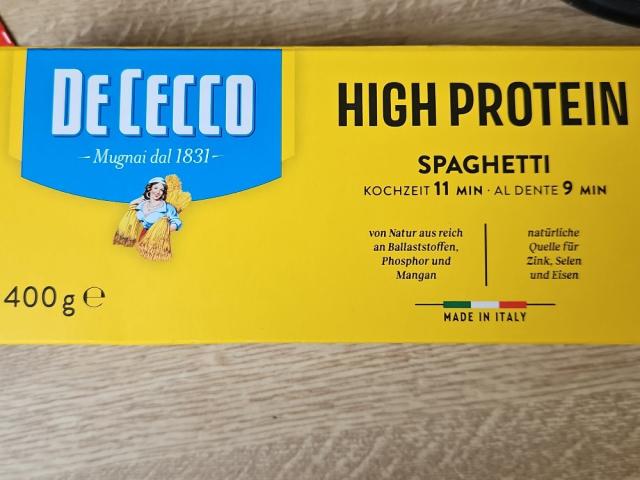 DE CECCO
Mugnai dal 1831
HIGH PROTEIN
SPAGHETTI
KOCHZEIT 11 MIN · AL DENTE 9 MIN
von Natur aus reich
an Ballaststoffen,
Phosphor und
Mangan
natürliche
Quelle für
Zink, Selen
und Eisen
400 g ℮
MADE IN ITALY